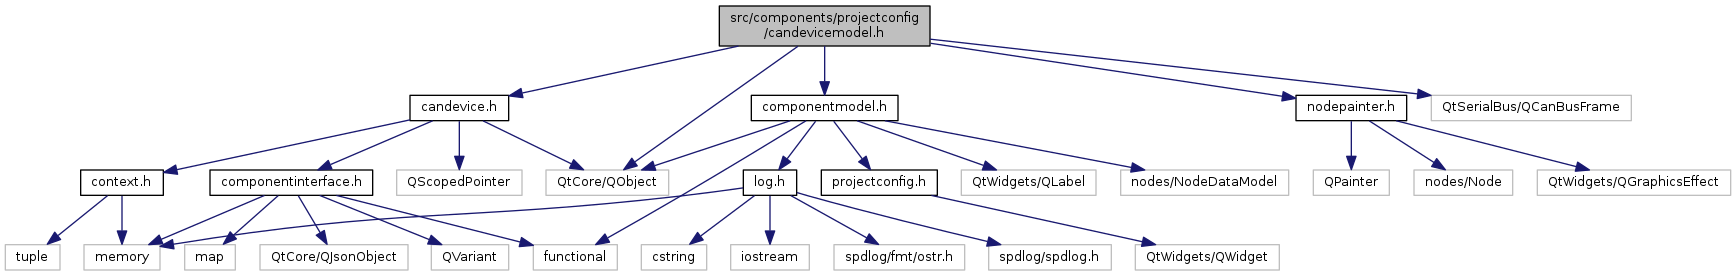 src/components/projectconfig
/candevicemodel.h
candevice.h
componentmodel.h
nodepainter.h
QtSerialBus/QCanBusFrame
context.h
componentinterface.h
QScopedPointer
QtCore/QObject
log.h
projectconfig.h
QtWidgets/QLabel
nodes/NodeDataModel
QPainter
nodes/Node
QtWidgets/QGraphicsEffect
tuple
memory
map
QtCore/QJsonObject
QVariant
functional
cstring
iostream
spdlog/fmt/ostr.h
spdlog/spdlog.h
QtWidgets/QWidget